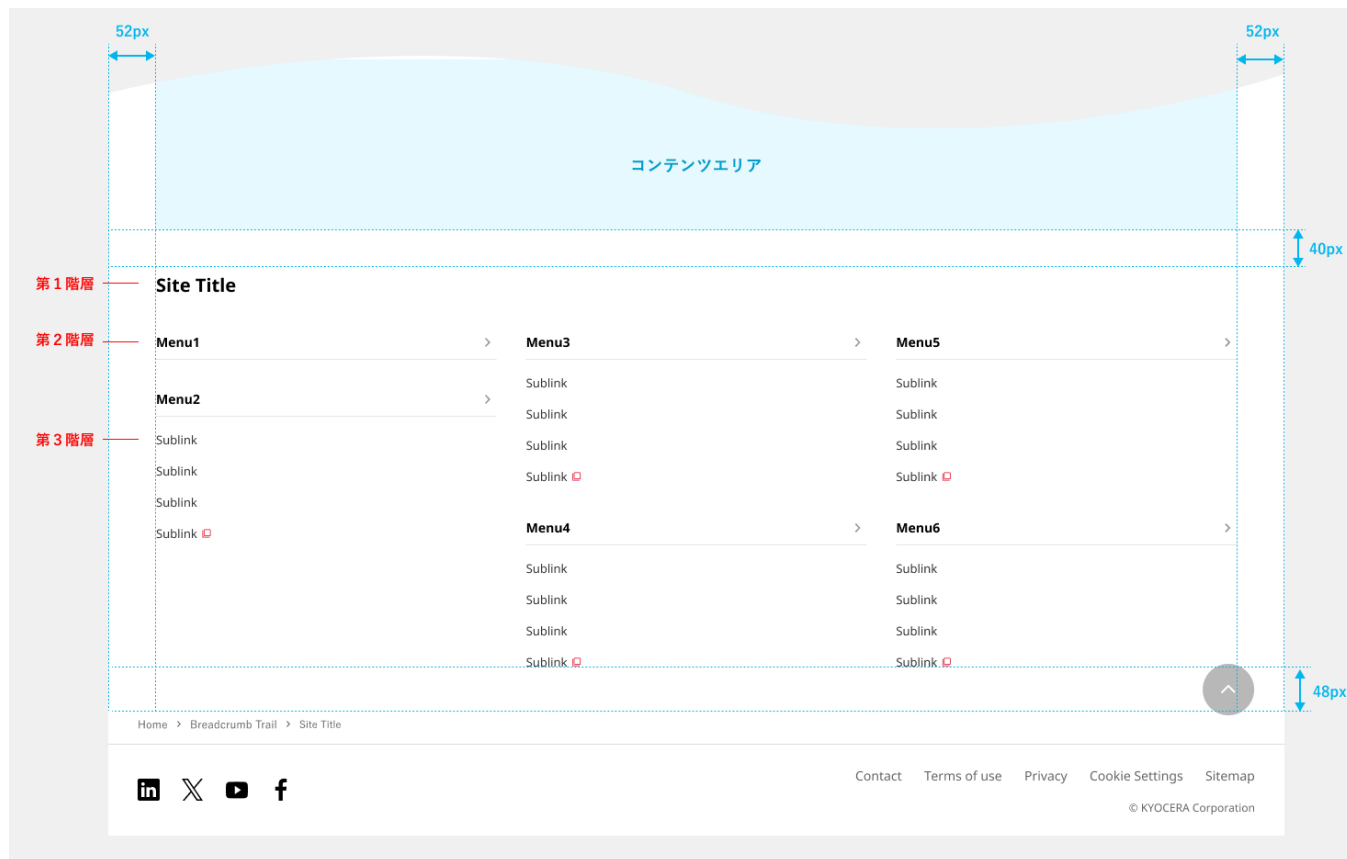 52px
52px
コンテンツエリア
40px
第1階層
Site Title
第2階層
Menu1
Menu3
Menu5
Sublink
Sublink
Menu2
Sublink
Sublink
第3階層
Sublink
Sublink
Sublink
Sublink
Sublink
Sublink
Sublink
Sublink
Menu4
Menu6
Sublink
Sublink
Sublink
Sublink
Sublink
Sublink
Sublink
Sublink
48px
Home
Breadcrumb Trail
Site Title
Contact
Terms of use
Privacy
Cookie Settings
Sitemap
© KYOCERA Corporation